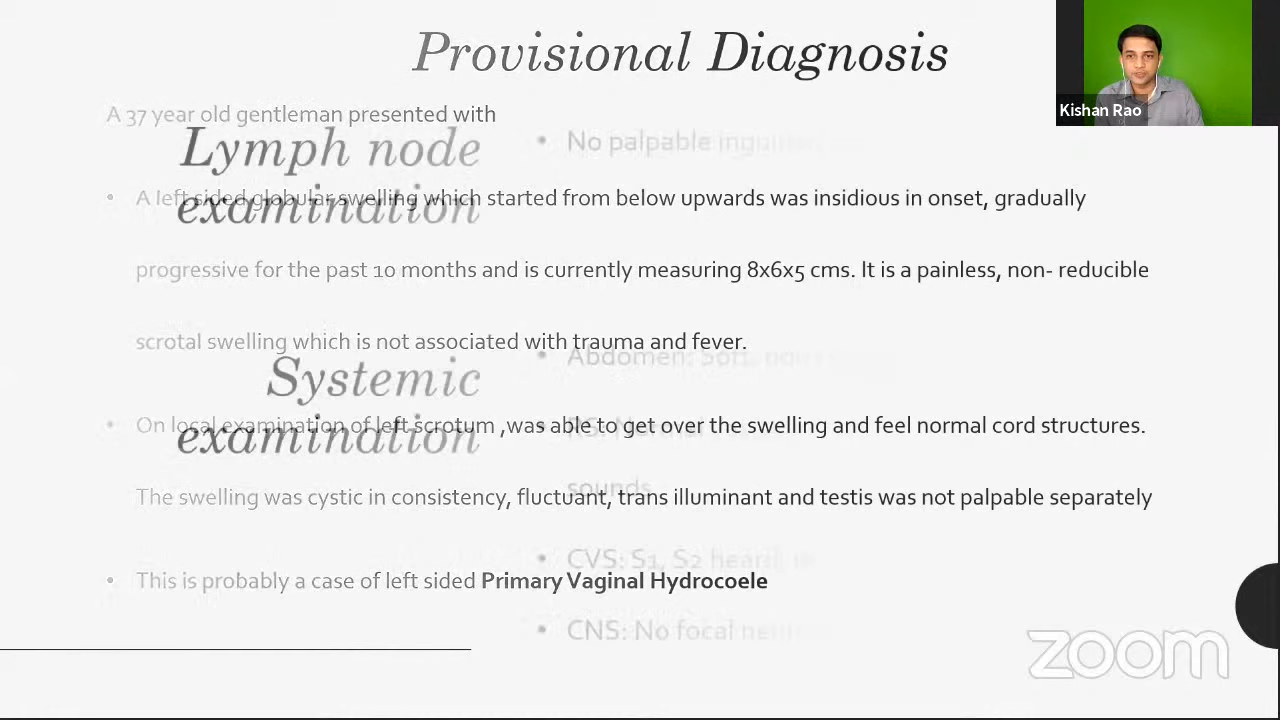 Provisional Diagnosis
Kishan Rao
A 37 year old gentleman presented with
Lymph node
examination
• No palpable inguinal
• A left sided globular swelling which started from below upwards was insidious in onset, gradually
progressive for the past 10 months and is currently measuring 8x6x5 cms. It is a painless, non- reducible
scrotal swelling which is not associated with trauma and fever.
Systemic
examination
• Abdomen: Soft,
• On local examination of left scrotum ,was able to get over the swelling and feel normal cord structures.
• RS: Normal
The swelling was cystic in consistency, fluctuant, trans illuminant and testis was not palpable separately
sounds
• CVS: S1, S2 heard,
• This is probably a case of left sided Primary Vaginal Hydrocoele
• CNS: No focal
zoom